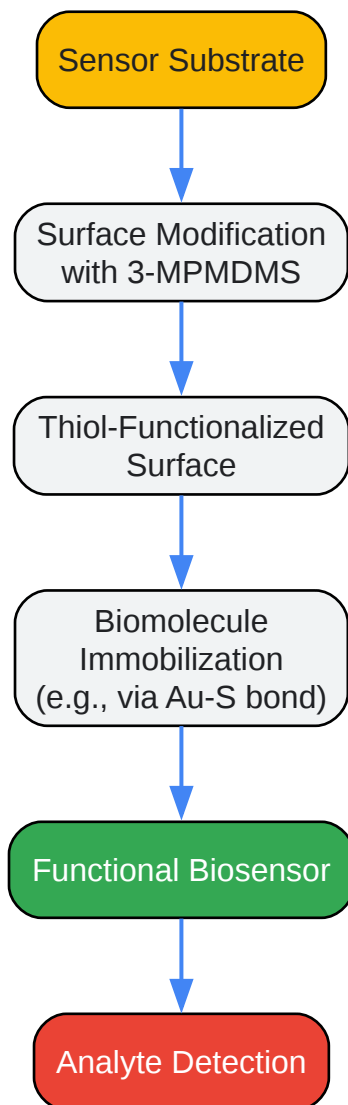 Sensor Substrate
Surface Modification
with 3-MPMDMS
Thiol-Functionalized
Surface
Biomolecule
Immobilization
(e.g., via Au-S bond)
Functional Biosensor
Analyte Detection